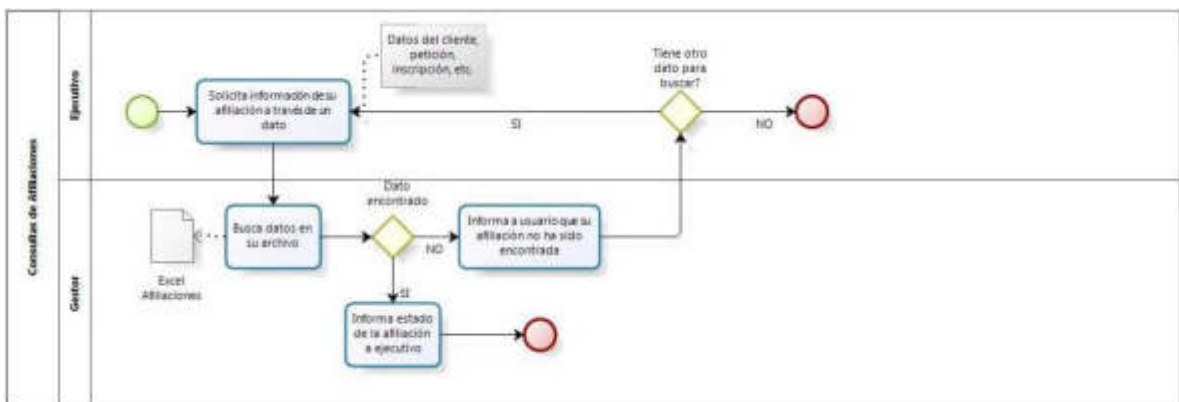 Consultas de Afiliaciones
Ejecutivo
Solicita información de su
afiliación a través de un
dato
Datos del cliente,
petición,
inscripción, etc.
Tiene otro
dato para
buscar?
SI
NO
Gestor
Excel
Afiliaciones
Busca datos en
su archivo
Dato
encontrado
NO
SI
Informa a usuario que su
afiliación no ha sido
encontrada
Informa estado
de la afiliación
a ejecutivo